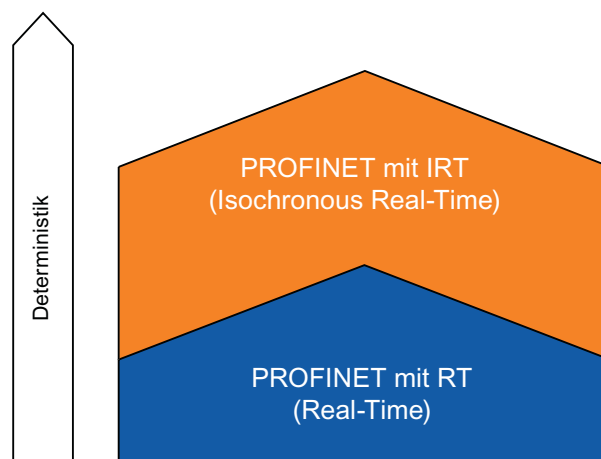 Deterministik
PROFINET mit IRT
(Isochronous Real-Time)
PROFINET mit RT
(Real-Time)